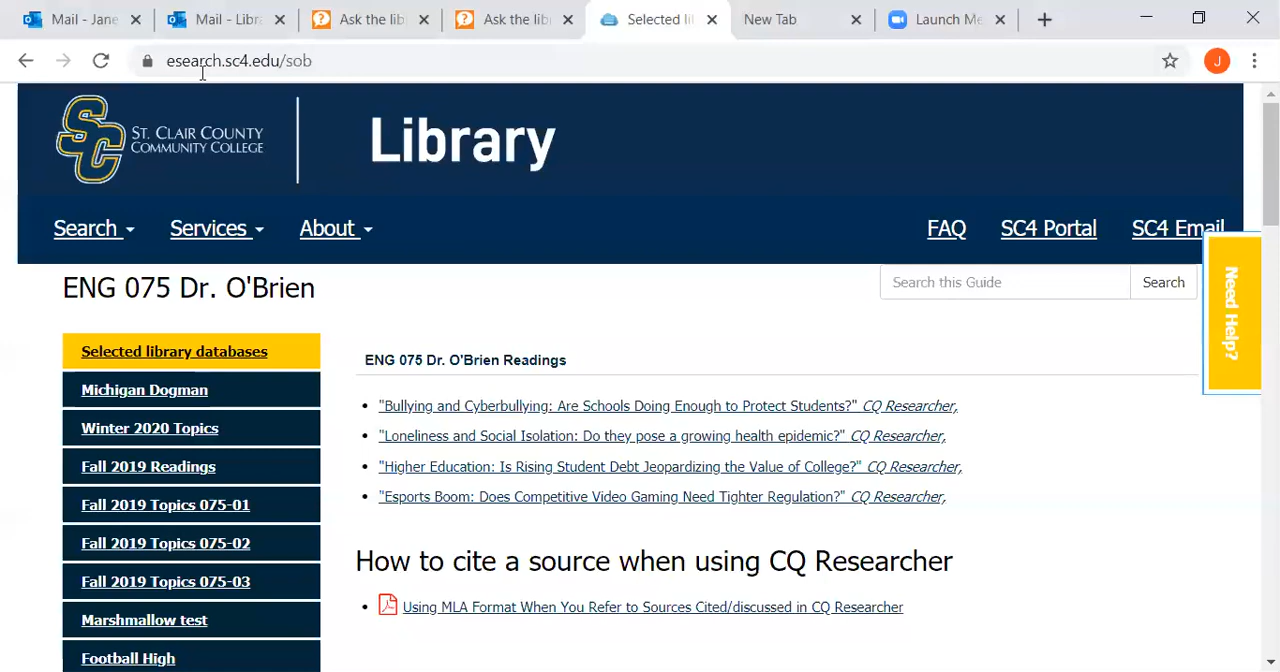 Mail - Jane
Mail - Libra
Ask the lib
Ask the lib
Selected li
New Tab
Launch Me
esearch.sc4.edu/sob
J
SC
ST. CLAIR COUNTY
COMMUNITY COLLEGE
Library
Search
Services
About
FAQ
SC4 Portal
SC4 Email
Need Help?
ENG 075 Dr. O'Brien
Search this Guide
Search
Selected library databases
Michigan Dogman
Winter 2020 Topics
Fall 2019 Readings
Fall 2019 Topics 075-01
Fall 2019 Topics 075-02
Fall 2019 Topics 075-03
Marshmallow test
Football High
ENG 075 Dr. O'Brien Readings
"Bullying and Cyberbullying: Are Schools Doing Enough to Protect Students?" CQ Researcher,
"Loneliness and Social Isolation: Do they pose a growing health epidemic?" CQ Researcher,
"Higher Education: Is Rising Student Debt Jeopardizing the Value of College?" CQ Researcher,
"Esports Boom: Does Competitive Video Gaming Need Tighter Regulation?" CQ Researcher,
How to cite a source when using CQ Researcher
Using MLA Format When You Refer to Sources Cited/discussed in CQ Researcher